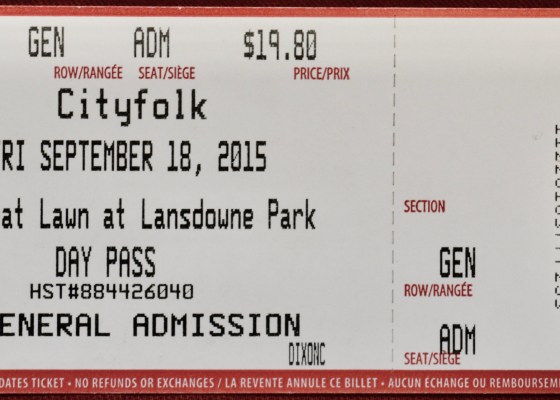 GEN ADM $19.80
ROW/RANGÉE SEAT/SIÈGE PRICE/PRIX
Cityfolk
RI SEPTEMBER 18, 2015
at Lawn at Lansdowne Park
DAY PASS
HST#884426040
ENERAL ADMISSION
DIXONC
DATES TICKET • NO REFUNDS OR EXCHANGES / LA REVENTE ANNULE CE BILLET • AUCUN ÉCHANGE OU REMBOURSEME
SECTION
GEN
ROW/RANGÉE
ADM
SEAT/SIÈGE